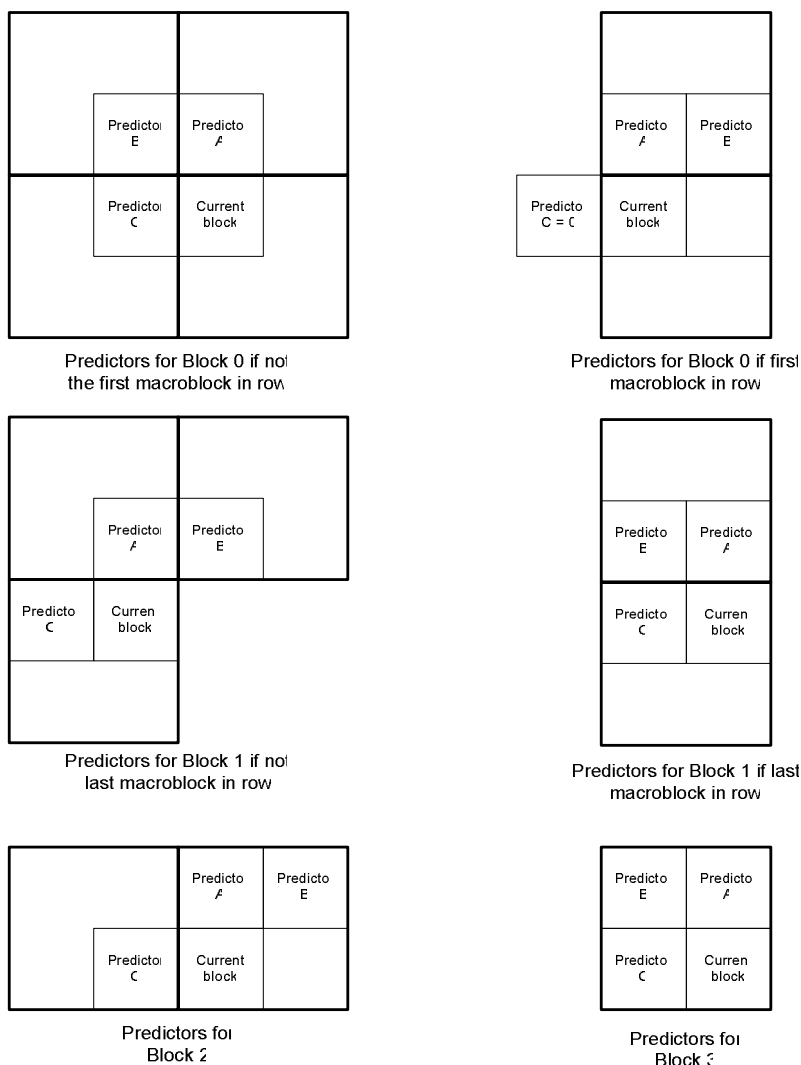 Predictor
B
Predicto
A
Predictor
C
Current
block
Predictors for Block 0 if not
the first macroblock in row
Predicto
A
Predicto
B
Predicto
C = 0
Current
block
Predictors for Block 0 if first
macroblock in row
Predictor
A
Predicto
B
Predicto
C
Curren
block
Predictors for Block 1 if not
last macroblock in row
Predicto
B
Predicto
A
Predicto
C
Curren
block
Predictors for Block 1 if last
macroblock in row
Predicto
A
Predicto
B
Predictor
C
Current
block
Predictors for
Block 2
Predicto
B
Predicto
A
Predicto
C
Curren
block
Predictors for
Block 3